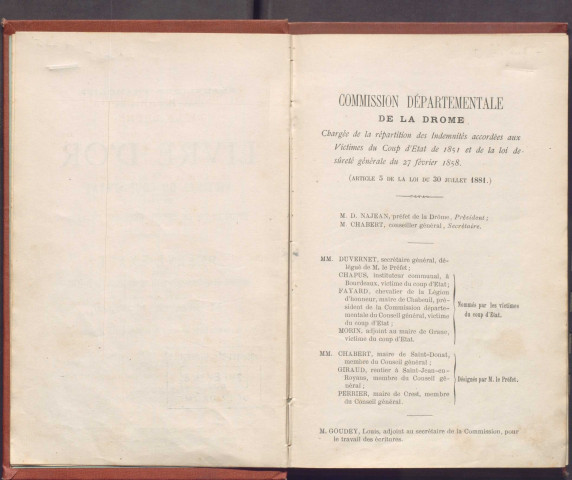 COMMISSION DÉPARTEMENTALE
DE LA DROME
Chargée de la répartition des Indemnités accordées aux
Victimes du Coup d'Etat de 1851 et de la loi de
sûreté générale du 27 février 1858.
(ARTICLE 5 DE LA LOI DU 30 JUILLET 1881.)
M. D. NAJEAN, préfet de la Drôme, Président;
M. CHABERT, conseiller général, Secrétaire.
MM. DUVERNET, secrétaire général, dé-
légué de M. le Préfet;
CHAPUS, instituteur communal, à
Bourdeaux, victime du coup d'Etat;
FAYARD, chevalier de la Légion
d'honneur, maire de Chabeuil, pré-
sident de la Commission départe-
mentale du Conseil général, victime
du coup d'Etat;
MORIN, adjoint au maire de Grane,
victime du coup d'Etat.
Nommés par les victimes
du coup d'Etat.
MM. CHABERT, maire de Saint-Donat,
membre du Conseil général;
GIRAUD, rentier à Saint-Jean-en-
Royans, membre du Conseil gé-
néral;
PERRIER, maire de Crest, membre
du Conseil général.
Désignés par M. le Préfet.
M. GOUDEY, Louis, adjoint au secrétaire de la Commission, pour
le travail des écritures.